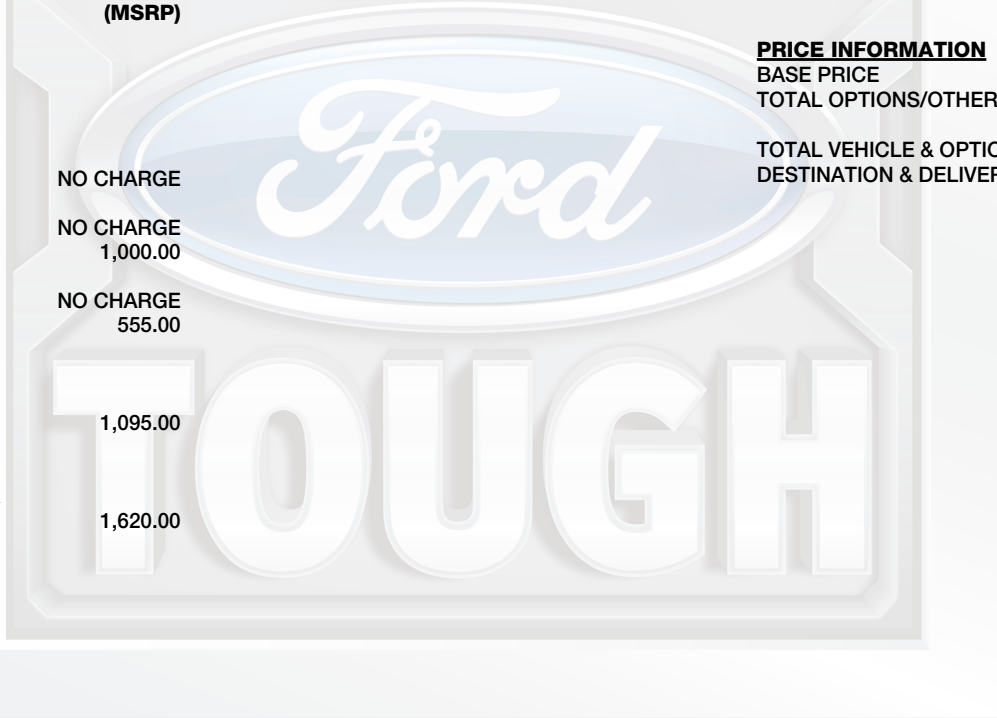 (MSRP)
NO CHARGE
NO CHARGE
1,000.00
NO CHARGE
555.00
1,095.00
1,620.00
PRICE INFORMATION
BASE PRICE
TOTAL OPTIONS/OTHER
TOTAL VEHICLE & OPTIO
DESTINATION & DELIVER
Ford
TOUGH